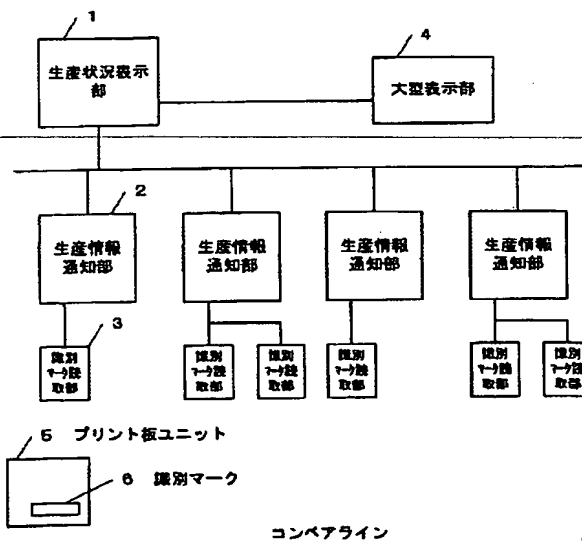 1
4
生産状況表示
部
大型表示部
2
生産情報
通知部
生産情報
通知部
生産情報
通知部
生産情報
通知部
3
識別
マーク読
取部
識別
マーク読
取部
識別
マーク読
取部
識別
マーク読
取部
識別
マーク読
取部
識別
マーク読
取部
5 プリント板ユニット
6 識別マーク
コンベアライン